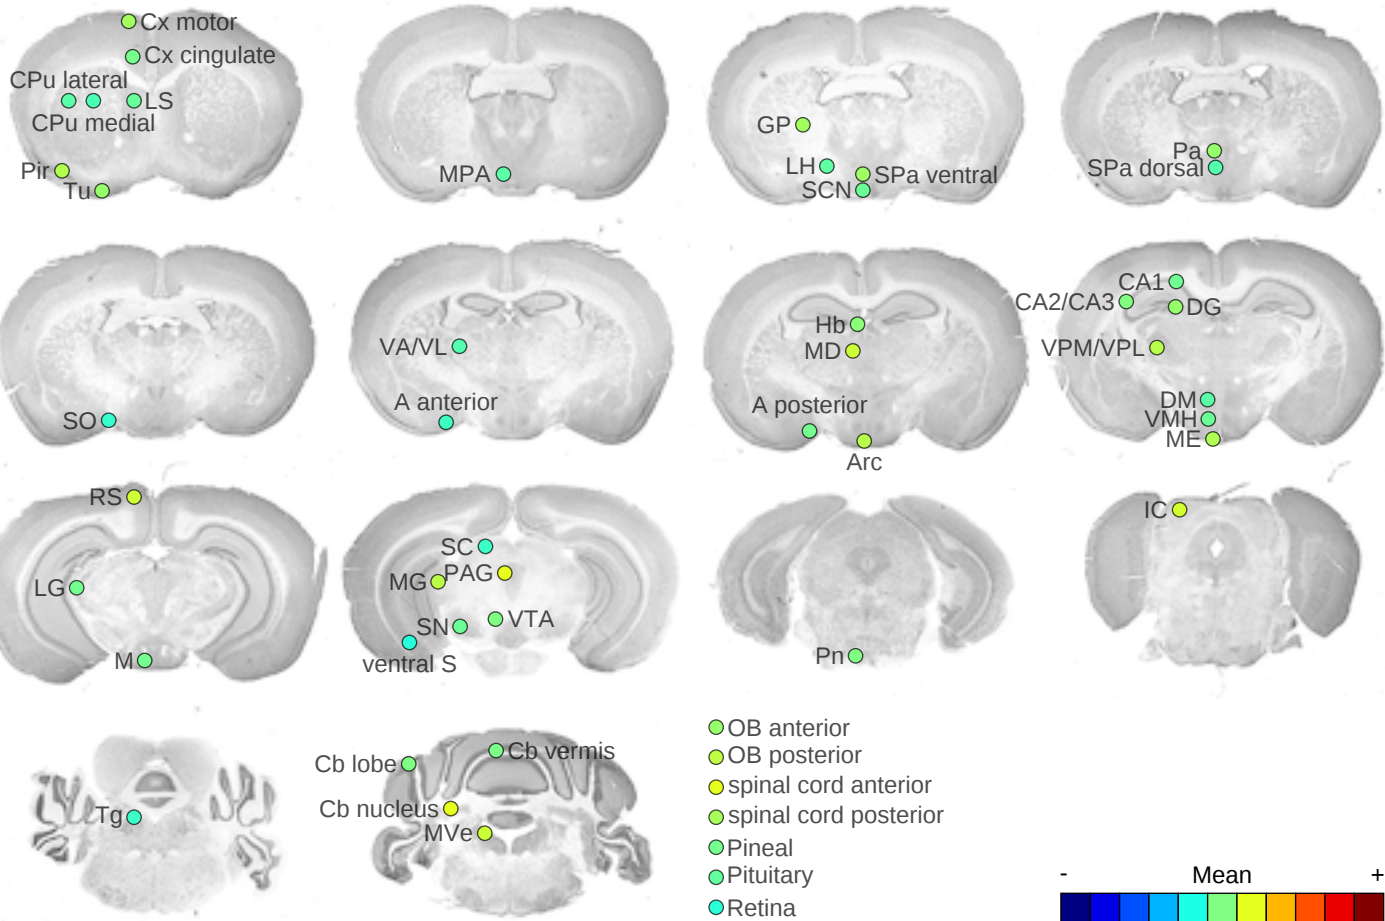 Cx motor
Cx cingulate
CPu lateral
LS
CPu medial
Pir
Tu
MPA
GP
LH
SPa ventral
SCN
Pa
SPa dorsal
SO
VA/VL
A anterior
Hb
MD
A posterior
Arc
CA1
CA2/CA3
DG
VPM/VPL
DM
VMH
ME
RS
LG
M
SC
MG
PAG
SN
VTA
ventral S
Pn
IC
Tg
Cb lobe
Cb vermis
Cb nucleus
MVe
OB anterior
OB posterior
spinal cord anterior
spinal cord posterior
Pineal
Pituitary
Retina
- Mean +